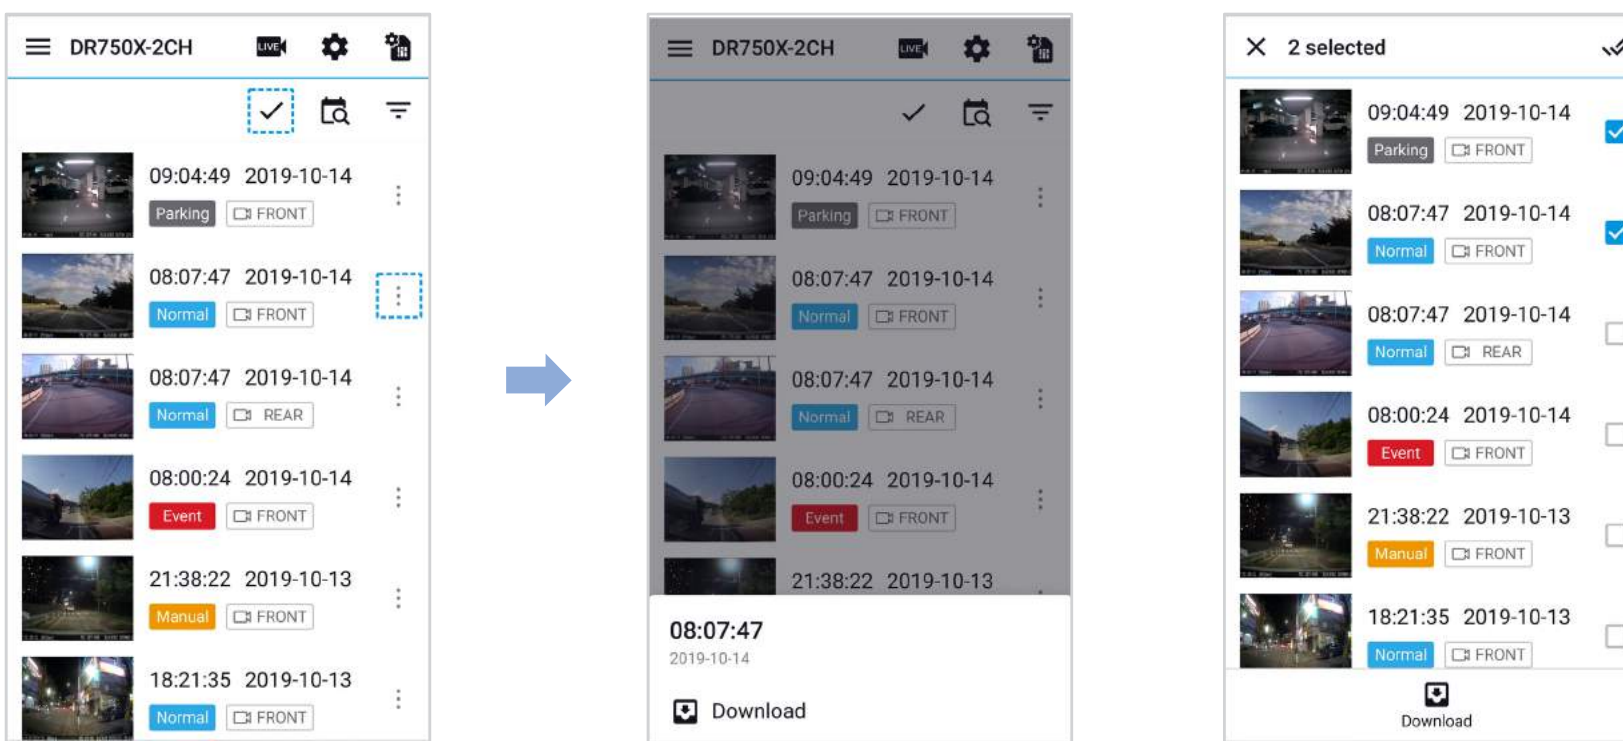 DR750X-2CH
LIVE
09:04:49 2019-10-14
Parking FRONT
08:07:47 2019-10-14
Normal FRONT
08:07:47 2019-10-14
Normal REAR
08:00:24 2019-10-14
Event FRONT
21:38:22 2019-10-13
Manual FRONT
18:21:35 2019-10-13
Normal FRONT
DR750X-2CH
LIVE
09:04:49 2019-10-14
Parking FRONT
08:07:47 2019-10-14
Normal FRONT
08:07:47 2019-10-14
Normal REAR
08:00:24 2019-10-14
Event FRONT
21:38:22 2019-10-13
08:07:47
2019-10-14
Download
2 selected
09:04:49 2019-10-14
Parking FRONT
08:07:47 2019-10-14
Normal FRONT
08:07:47 2019-10-14
Normal REAR
08:00:24 2019-10-14
Event FRONT
21:38:22 2019-10-13
Manual FRONT
18:21:35 2019-10-13
Normal FRONT
Download